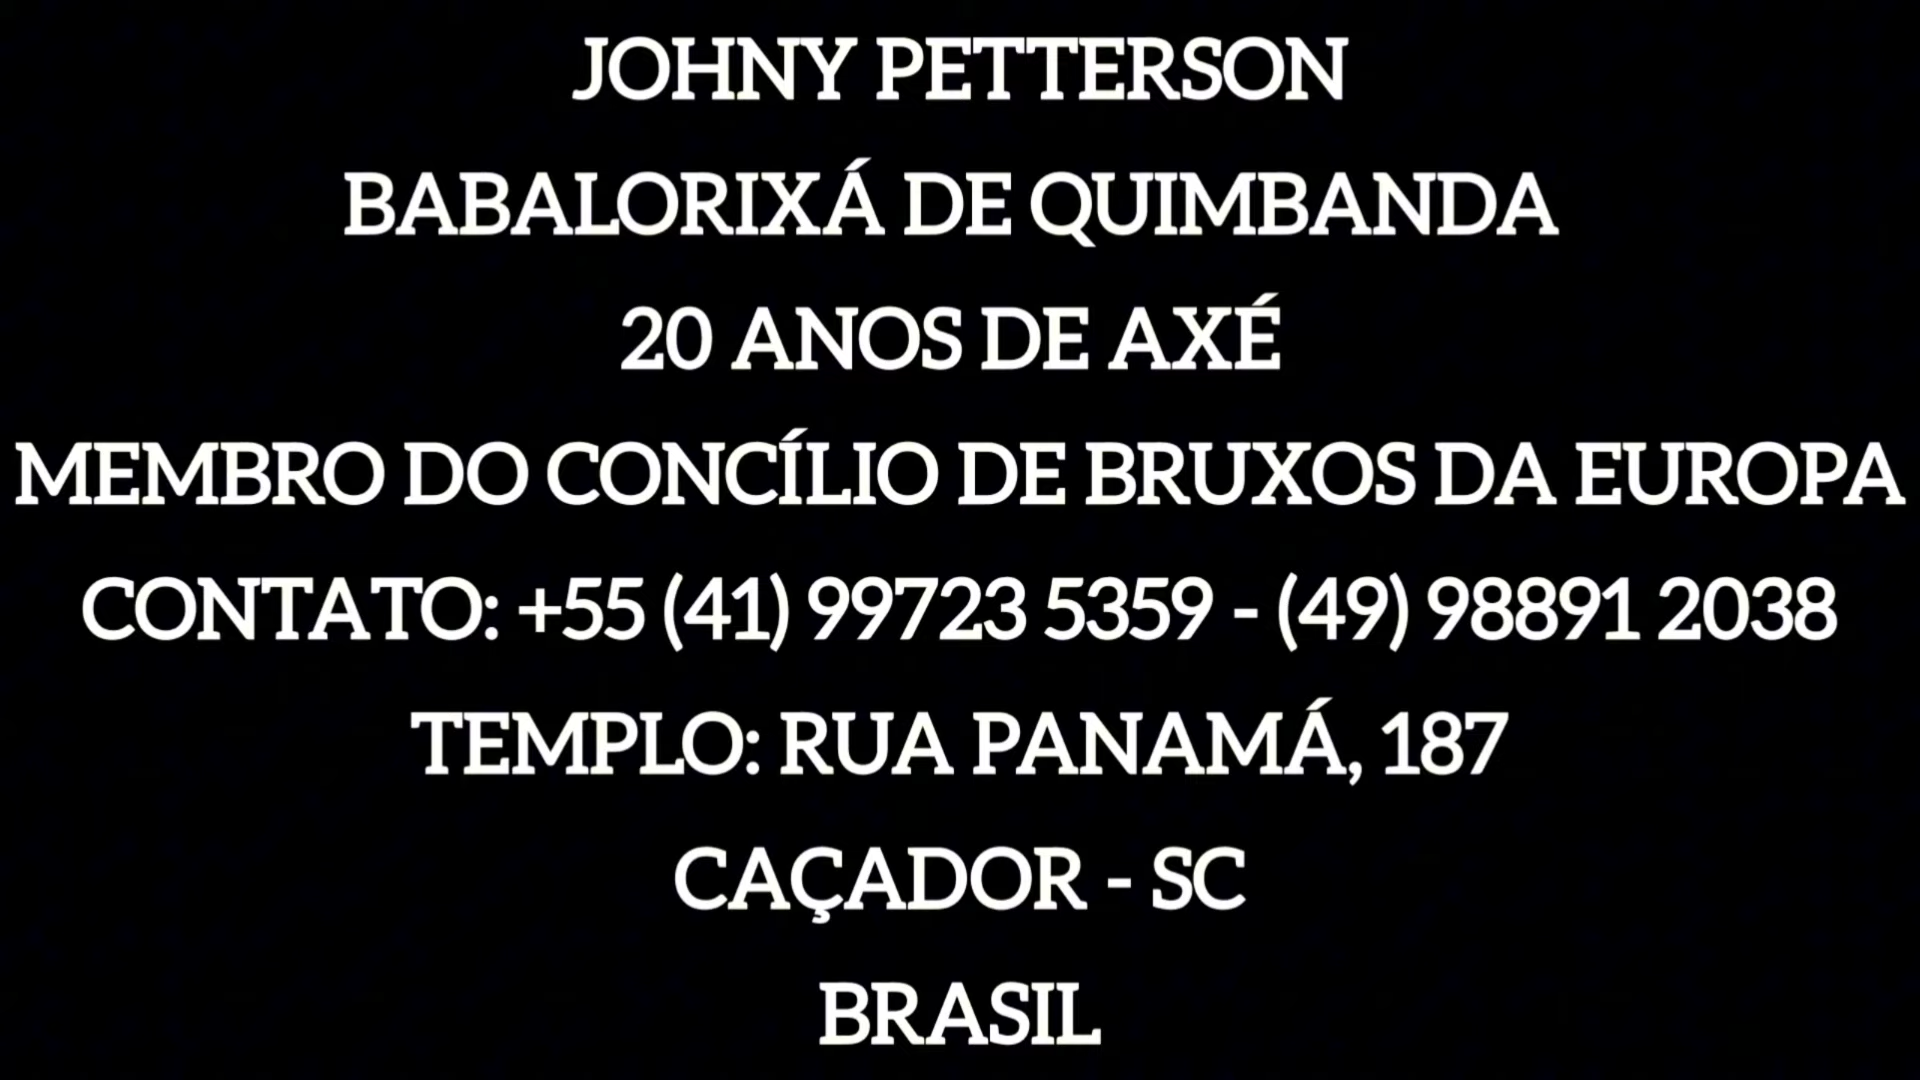 JOHNY PETTERSON
BABALORIXÁ DE QUIMBANDA
20 ANOS DE AXÉ
MEMBRO DO CONCÍLIO DE BRUXOS DA EUROPA
CONTATO: +55 (41) 99723 5359 - (49) 98891 2038
TEMPLO: RUA PANAMÁ, 187
CAÇADOR - SC
BRASIL